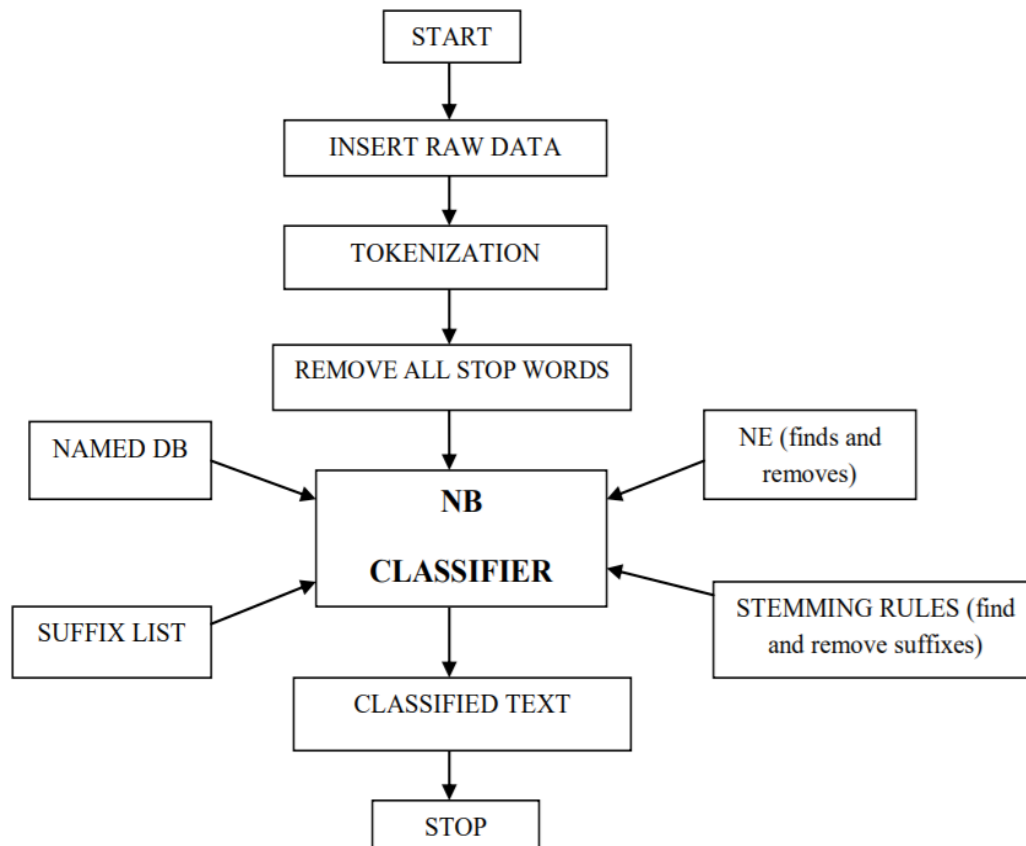 START
INSERT RAW DATA
TOKENIZATION
REMOVE ALL STOP WORDS
NAMED DB
NE (finds and
removes)
NB
CLASSIFIER
SUFFIX LIST
STEMMING RULES (find
and remove suffixes)
CLASSIFIED TEXT
STOP